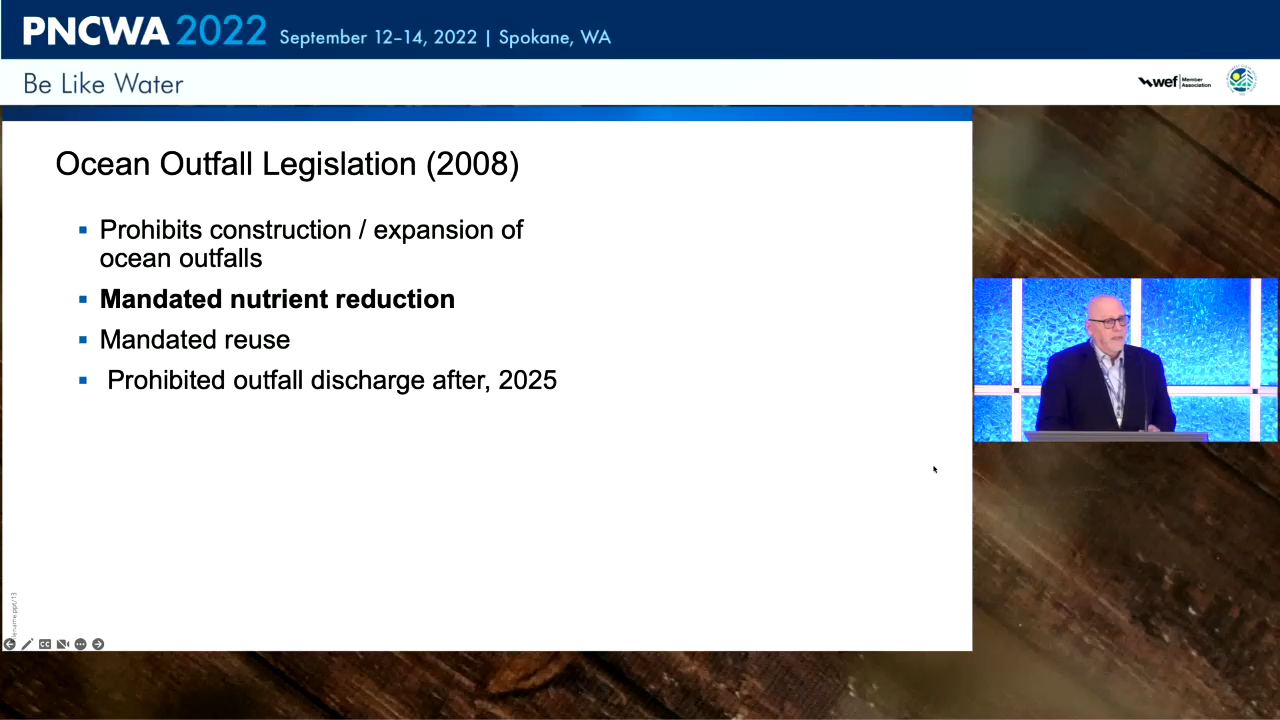 PNCWA 2022 September 12–14, 2022 | Spokane, WA
Be Like Water
wef Member Association
Ocean Outfall Legislation (2008)
Prohibits construction / expansion of
ocean outfalls
Mandated nutrient reduction
Mandated reuse
Prohibited outfall discharge after, 2025
CC